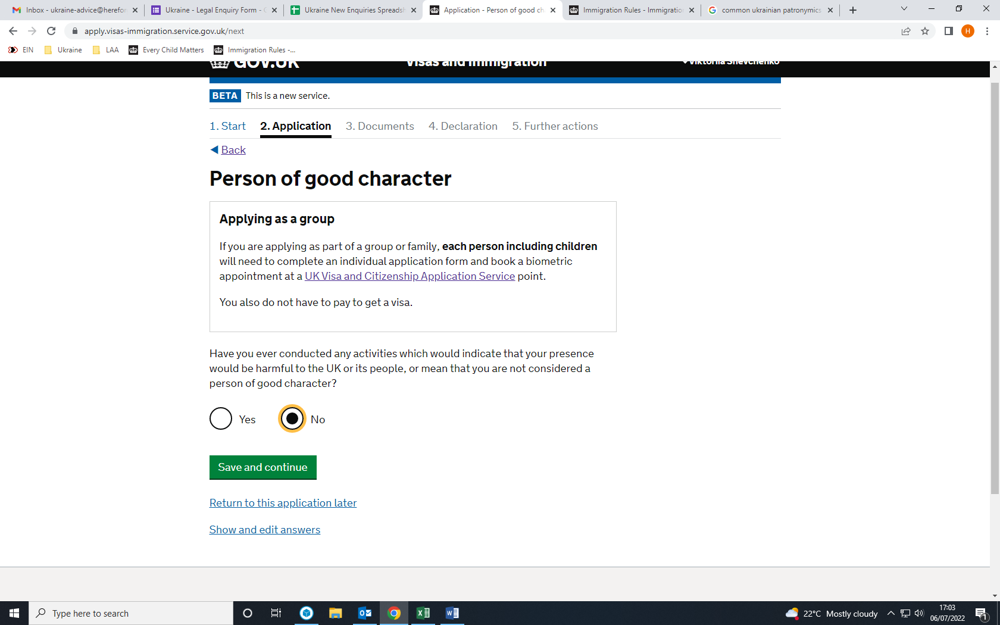 Inbox - ukraine-advice@herefor
Ukraine - Legal Enquiry Form -
Ukraine New Enquiries Spreadsh
Application - Person of good ch
Immigration Rules - Immigratio
common ukrainian patronymics
apply.visas-immigration.service.gov.uk/next
H
EIN
Ukraine
LAA
Every Child Matters
Immigration Rules -...
GOV.UK
Visas and Immigration
Viktoriia Shevchenko
BETA This is a new service.
1. Start 2. Application 3. Documents 4. Declaration 5. Further actions
Back
Person of good character
Applying as a group
If you are applying as part of a group or family, each person including children
will need to complete an individual application form and book a biometric
appointment at a UK Visa and Citizenship Application Service point.
You also do not have to pay to get a visa.
Have you ever conducted any activities which would indicate that your presence
would be harmful to the UK or its people, or mean that you are not considered a
person of good character?
Yes No
Save and continue
Return to this application later
Show and edit answers
Type here to search
22°C Mostly cloudy
17:03
06/07/2022
1